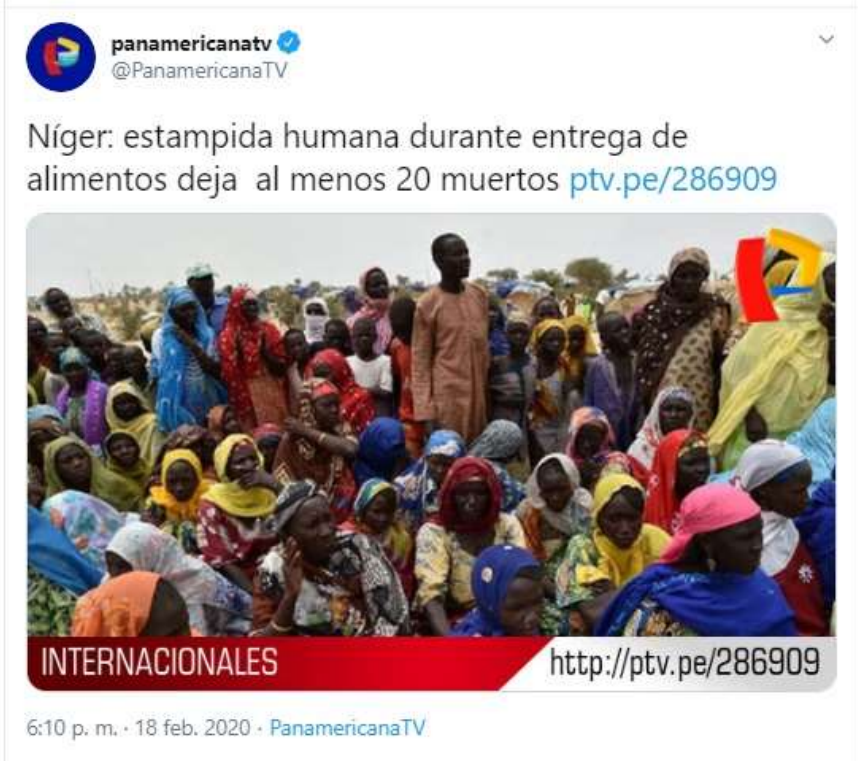 panamericanatv
@PanamericanaTV
Níger: estampida humana durante entrega de
alimentos deja  al menos 20 muertos ptv.pe/286909
INTERNACIONALES
http://ptv.pe/286909
6:10 p. m. · 18 feb. 2020 · PanamericanaTV